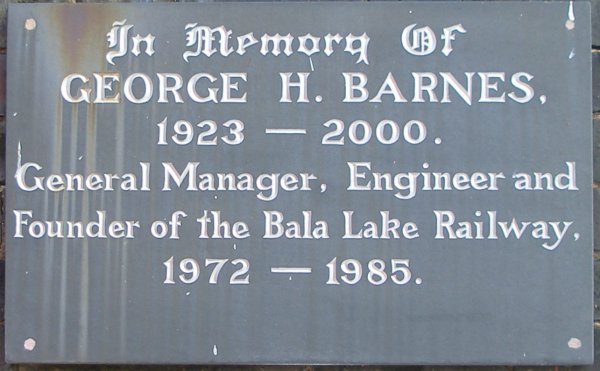 In Memory Of
GEORGE H. BARNES,
1923 — 2000.
General Manager, Engineer and
Founder of the Bala Lake Railway,
1972 — 1985.